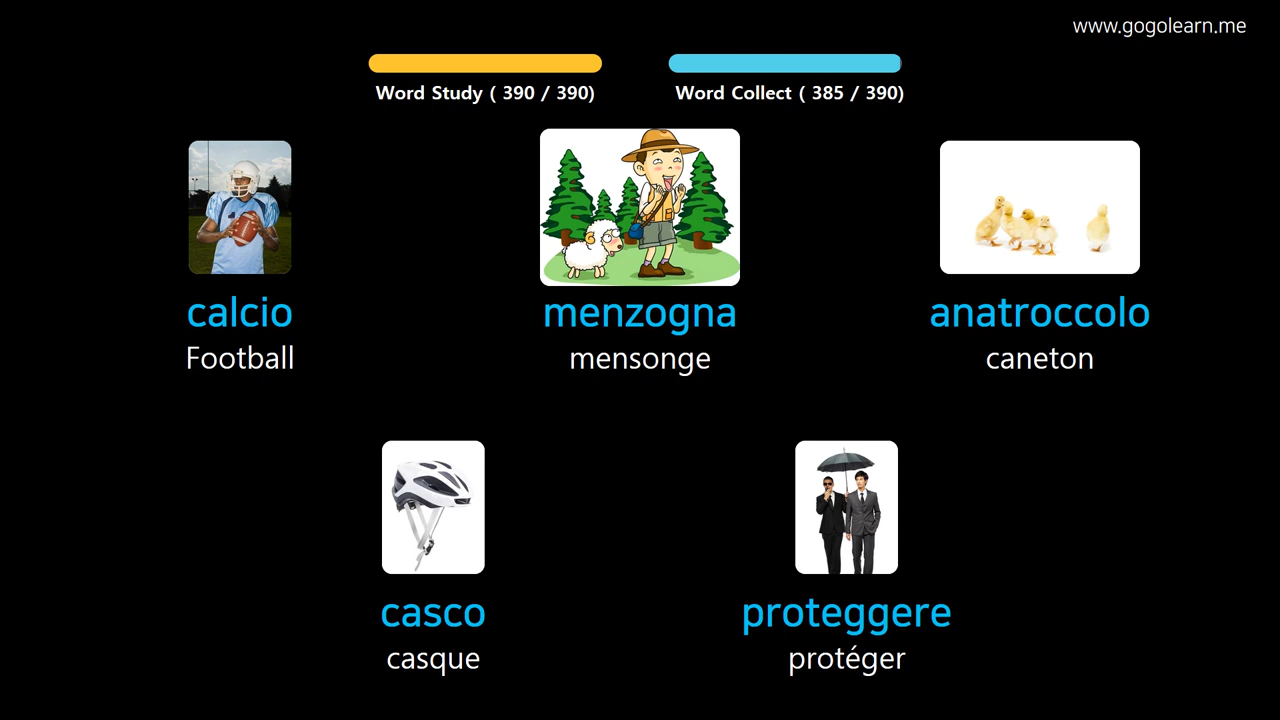 www.gogolearn.me
Word Study ( 390 / 390)
Word Collect ( 385 / 390)
calcio
Football
menzogna
mensonge
anatroccolo
caneton
casco
casque
proteggere
protéger